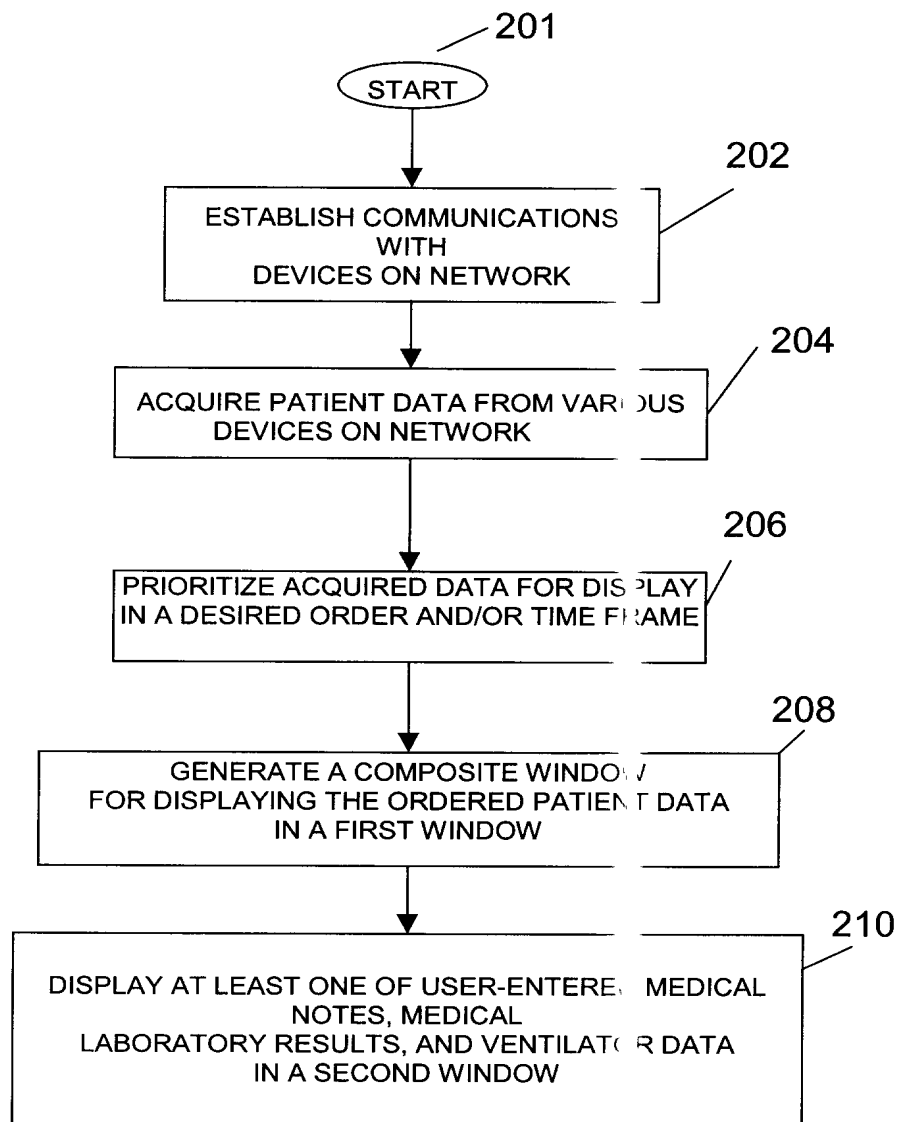 201
START
202
ESTABLISH COMMUNICATIONS
WITH
DEVICES ON NETWORK
204
ACQUIRE PATIENT DATA FROM VARIOUS
DEVICES ON NETWORK
206
PRIORITIZE ACQUIRED DATA FOR DISPLAY
IN A DESIRED ORDER AND/OR TIME FRAME
208
GENERATE A COMPOSITE WINDOW
FOR DISPLAYING THE ORDERED PATIENT DATA
IN A FIRST WINDOW
210
DISPLAY AT LEAST ONE OF USER-ENTERED MEDICAL
NOTES, MEDICAL
LABORATORY RESULTS, AND VENTILATOR DATA
IN A SECOND WINDOW